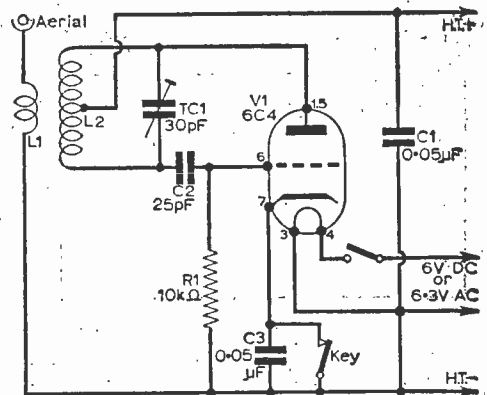 Aerial
H.T.+
L1
L2
TC1
30pF
V1
6C4
1.5
C1
0·05µF
6
C2
25pF
7
3
4
R1
10kΩ
6V DC
or
6·3V AC
C3
0·05
µF
Key
H.T.-